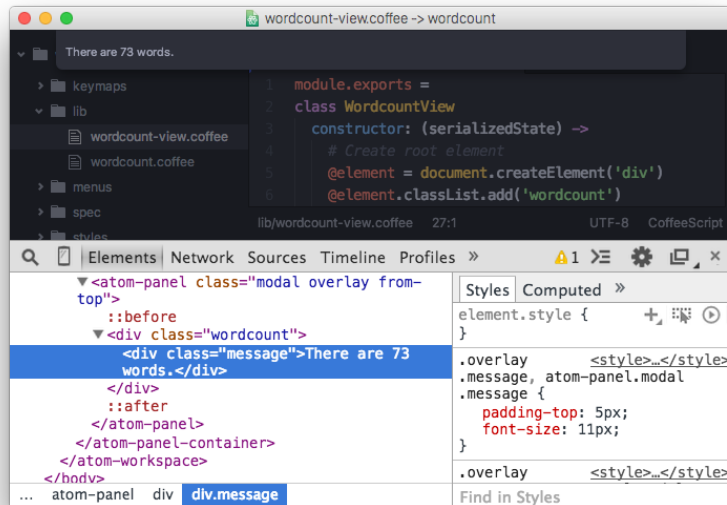 wordcount-view.coffee -> wordcount
There are 73 words.
keymaps
lib
wordcount-view.coffee
wordcount.coffee
menus
spec
styles
1 module.exports =
2 class WordcountView
3 constructor: (serializedState) ->
4 # Create root element
5 @element = document.createElement('div')
6 @element.classList.add('wordcount')
lib/wordcount-view.coffee 27:1 UTF-8 CoffeeScript
Elements Network Sources Timeline Profiles » 1
▼<atom-panel class="modal overlay from-
top">
::before
▼<div class="wordcount">
<div class="message">There are 73
words.</div>
</div>
::after
</atom-panel>
</atom-panel-container>
</atom-workspace>
</body>
... atom-panel div div.message
Styles Computed »
element.style {
}
.overlay <style>…</style>
.message, atom-panel.modal
.message {
padding-top: 5px;
font-size: 11px;
}
.overlay <style>…</style>
Find in Styles